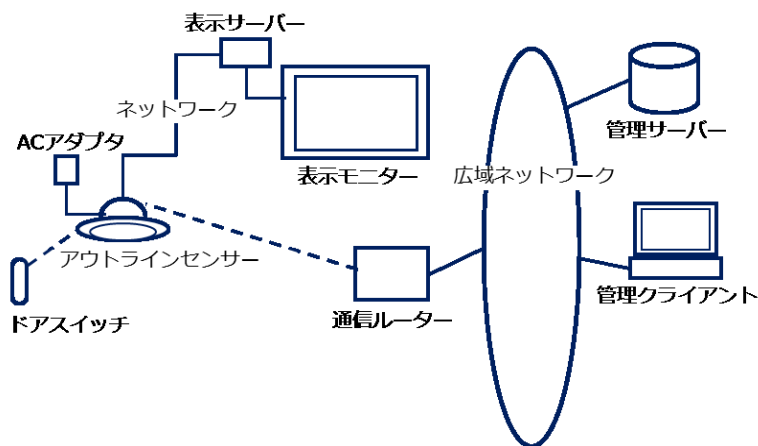 表示サーバー
ネットワーク
ACアダプタ
表示モニター
管理サーバー
広域ネットワーク
アウトラインセンサー
ドアスイッチ
通信ルーター
管理クライアント